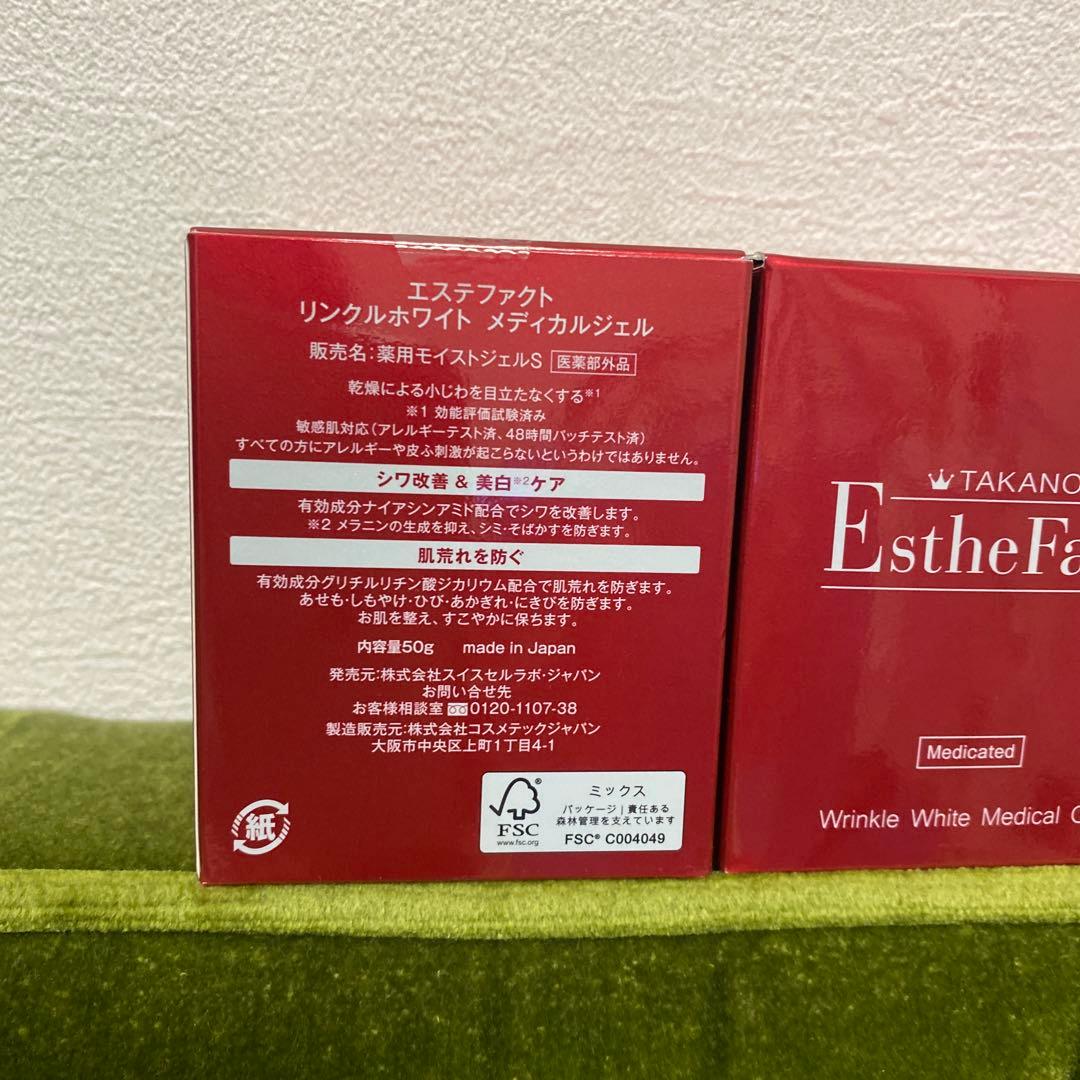 エステファクト
リンクルホワイト メディカルジェル
販売名:薬用モイストジェルS 医薬部外品
乾燥による小じわを目立たなくする※1
※1 効能評価試験済み
敏感肌対応(アレルギーテスト済、48時間パッチテスト済)
すべての方にアレルギーや皮ふ刺激が起こらないというわけではありません。
シワ改善 & 美白※2ケア
有効成分ナイアシンアミド配合でシワを改善します。
※2 メラニンの生成を抑え、シミ・そばかすを防ぎます。
肌荒れを防ぐ
有効成分グリチルリチン酸ジカリウム配合で肌荒れを防ぎます。
あせも・しもやけ・ひび・あかぎれ・にきびを防ぎます。
お肌を整え、すこやかに保ちます。
内容量50g made in Japan
発売元:株式会社スイスセルラボ・ジャパン
お問い合せ先
お客様相談室 0120-1107-38
製造販売元:株式会社コスメテックジャパン
大阪市中央区上町1丁目4-1
紙
FSC®
www.fsc.org
ミックス
パッケージ|責任ある
森林管理を支えています
FSC® C004049
TAKANO
EstheFa
Medicated
Wrinkle White Medical